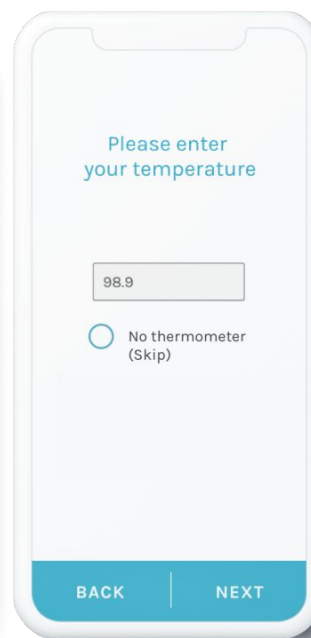 Please enter
your temperature
98.9
No thermometer
(Skip)
BACK
NEXT